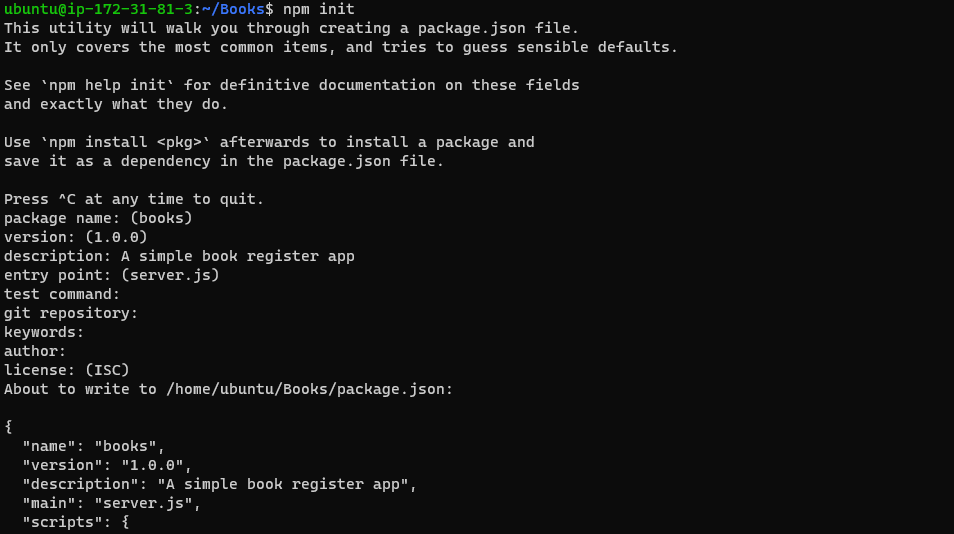 ubuntu@ip-172-31-81-3:~/Books$ npm init
This utility will walk you through creating a package.json file.
It only covers the most common items, and tries to guess sensible defaults.
See `npm help init` for definitive documentation on these fields
and exactly what they do.
Use `npm install <pkg>` afterwards to install a package and
save it as a dependency in the package.json file.
Press ^C at any time to quit.
package name: (books)
version: (1.0.0)
description: A simple book register app
entry point: (server.js)
test command:
git repository:
keywords:
author:
license: (ISC)
About to write to /home/ubuntu/Books/package.json:
{
"name": "books",
"version": "1.0.0",
"description": "A simple book register app",
"main": "server.js",
"scripts": {